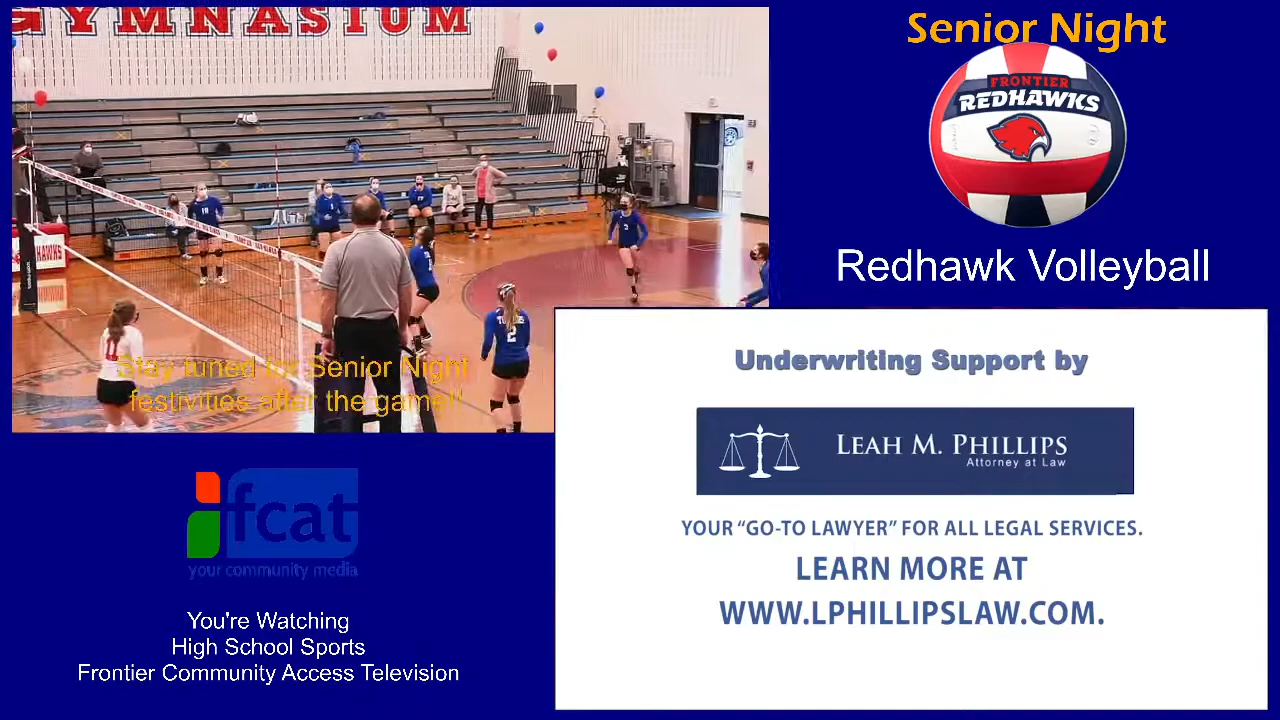 GYMNASIUM
Senior Night
FRONTIER
REDHAWKS
Redhawk Volleyball
Stay tuned for Senior Night
festivities after the game!!
Underwriting Support by
LEAH M. PHILLIPS
Attorney at Law
YOUR “GO-TO LAWYER” FOR ALL LEGAL SERVICES.
LEARN MORE AT
WWW.LPHILLIPSLAW.COM.
fcat
your community media
You're Watching
High School Sports
Frontier Community Access Television